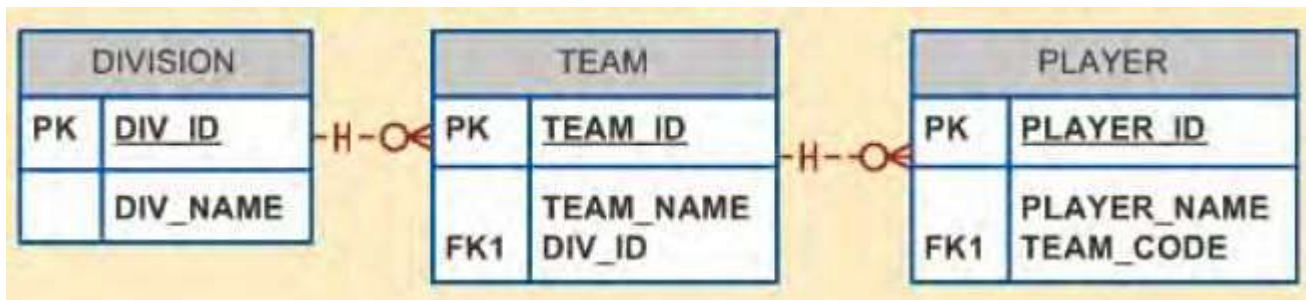 DIVISION
PK DIV_ID
DIV_NAME
TEAM
PK TEAM_ID
TEAM_NAME
FK1 DIV_ID
PLAYER
PK PLAYER_ID
PLAYER_NAME
FK1 TEAM_CODE